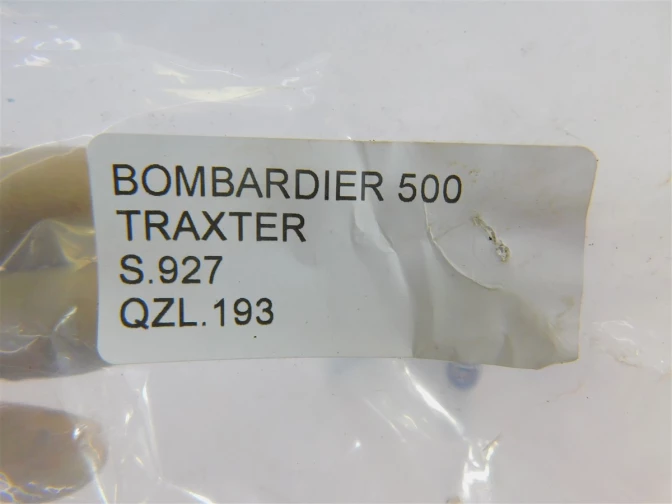 BOMBARDIER 500
TRAXTER
S.927
QZL.193